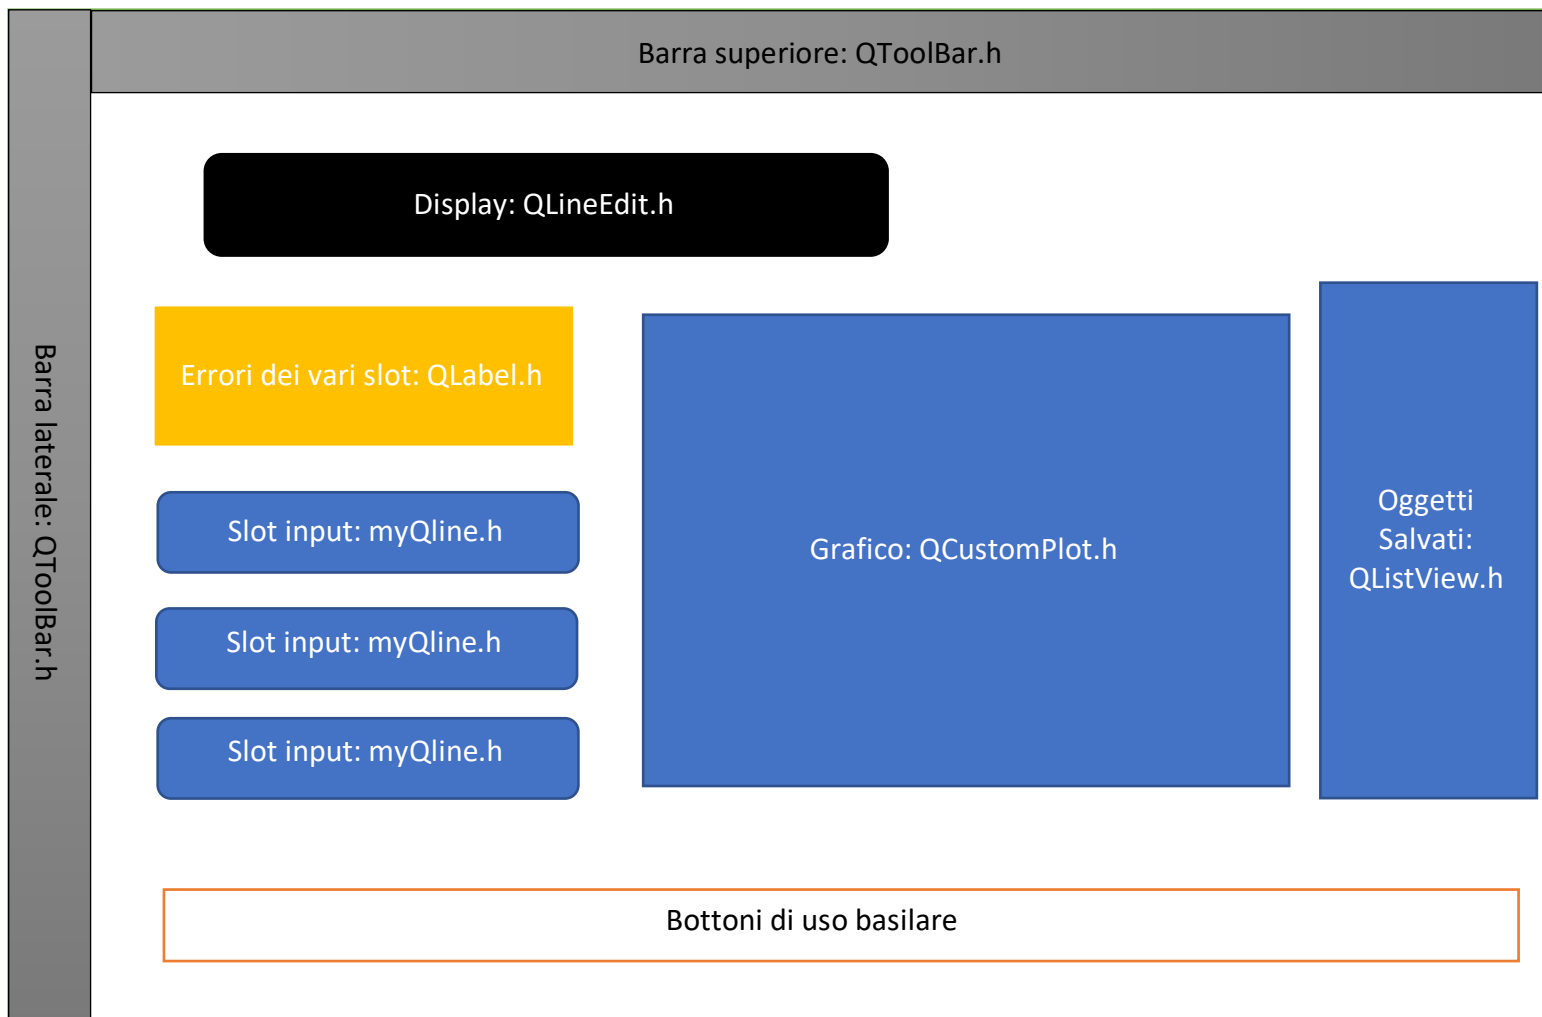 Barra superiore: QToolBar.h
Barra laterale: QToolBar.h
Display: QLineEdit.h
Errori dei vari slot: QLabel.h
Slot input: myQline.h
Slot input: myQline.h
Slot input: myQline.h
Grafico: QCustomPlot.h
Oggetti
Salvati:
QListView.h
Bottoni di uso basilare